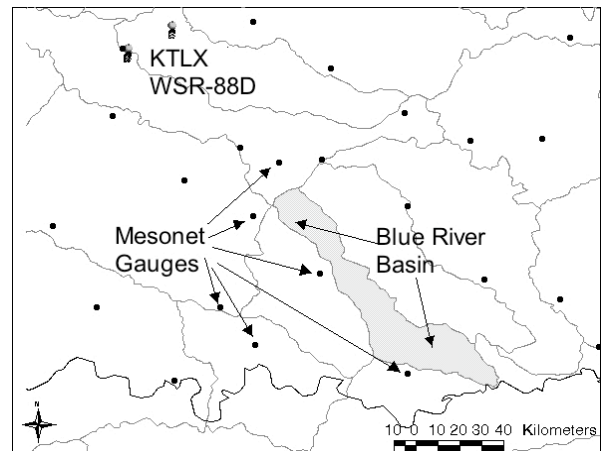 KTLX
WSR-88D
Mesonet
Gauges
Blue River
Basin
N
10 0 10 20 30 40 Kilometers